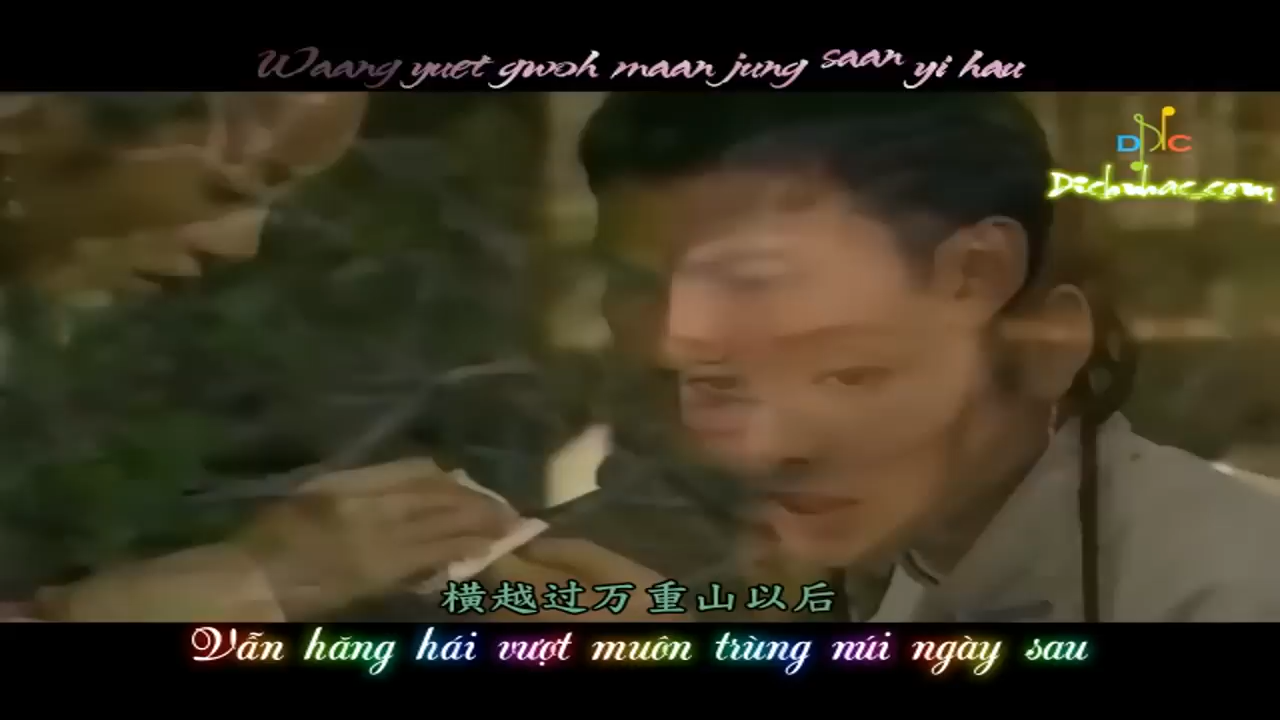 Waang yuet gwoh maan jung saan yi hau
DNC
Dichnhac.com
横越过万重山以后
Vẫn hăng hái vượt muôn trùng núi ngày sau